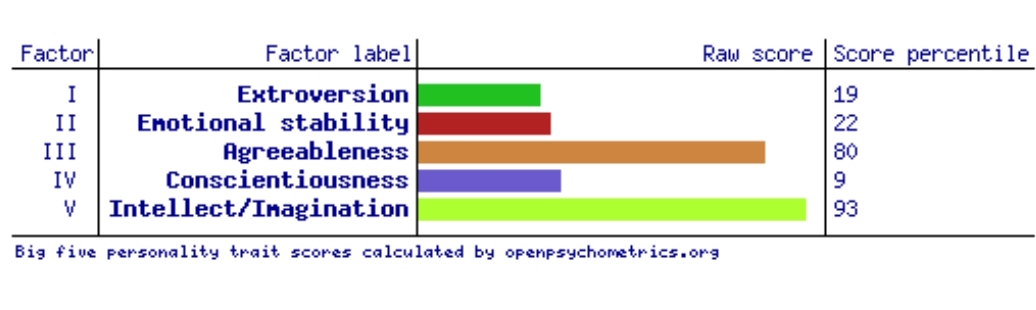 Factor Factor label Raw score Score percentile
I Extroversion 19
II Emotional stability 22
III Agreeableness 80
IV Conscientiousness 9
V Intellect/Imagination 93
Big five personality trait scores calculated by openpsychometrics.org